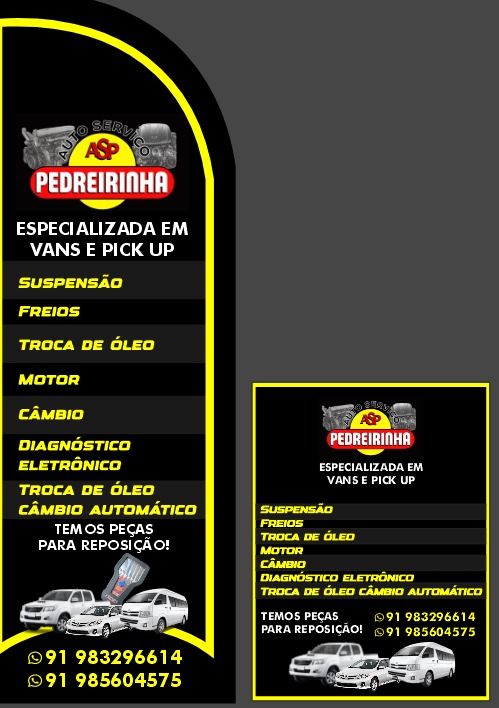 AUTO SERVIÇO
ASP
PEDREIRINHA
ESPECIALIZADA EM
VANS E PICK UP
SUSPENSÃO
FREIOS
TROCA DE ÓLEO
MOTOR
CÂMBIO
DIAGNÓSTICO
ELETRÔNICO
TROCA DE ÓLEO
CÂMBIO AUTOMÁTICO
TEMOS PEÇAS
PARA REPOSIÇÃO!
91 983296614
91 985604575
AUTO SERVIÇO
ASP
PEDREIRINHA
ESPECIALIZADA EM
VANS E PICK UP
SUSPENSÃO
FREIOS
TROCA DE ÓLEO
MOTOR
CÂMBIO
DIAGNÓSTICO ELETRÔNICO
TROCA DE ÓLEO CÂMBIO AUTOMÁTICO
TEMOS PEÇAS
PARA REPOSIÇÃO!
91 983296614
91 985604575